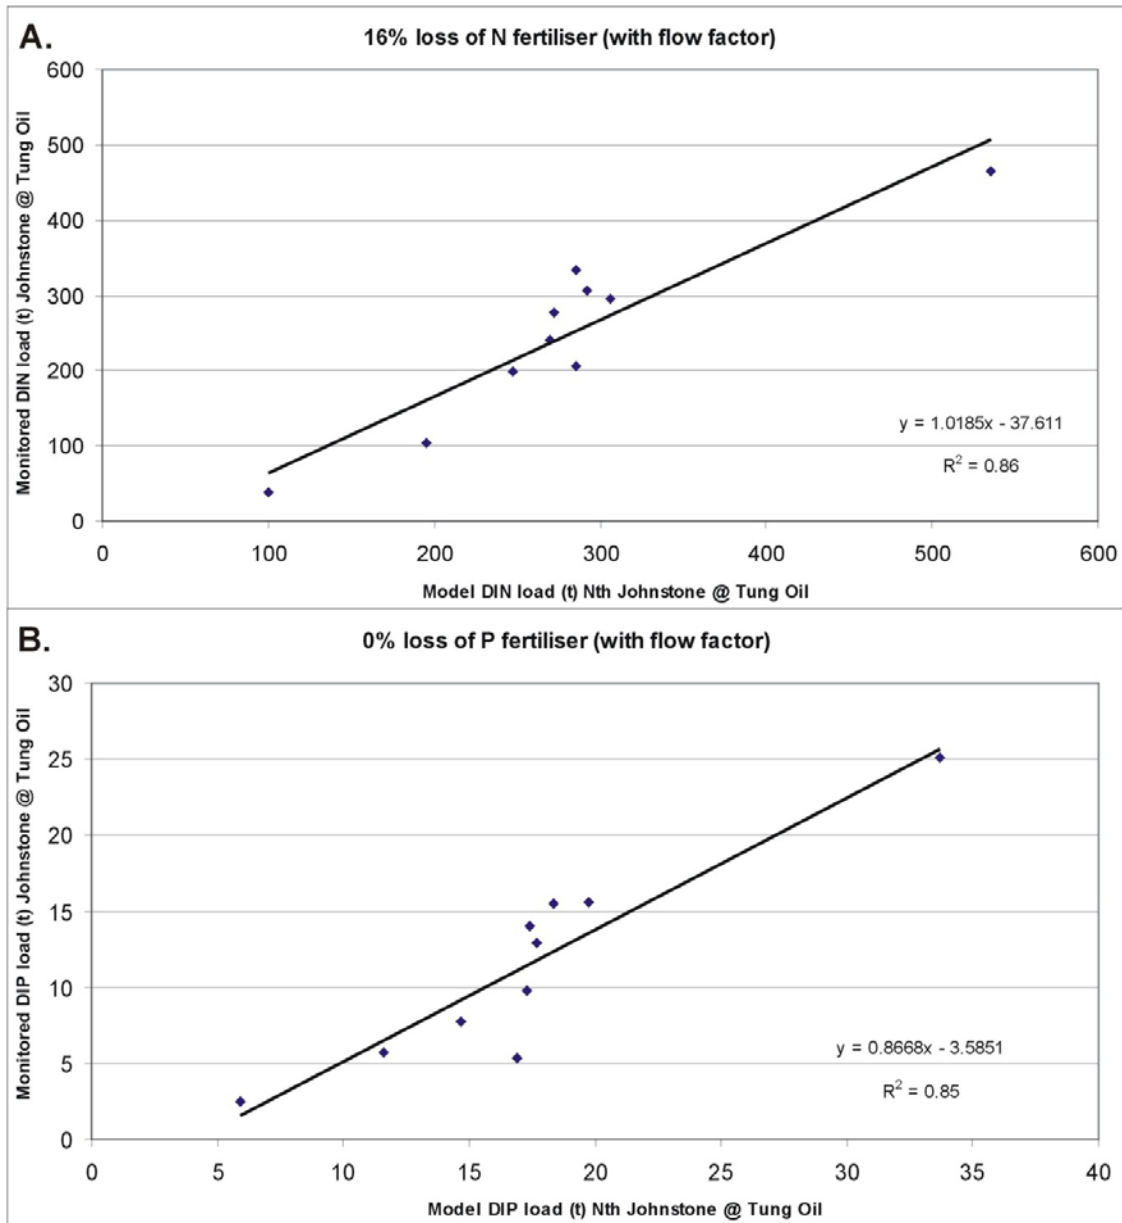 A.
16% loss of N fertiliser (with flow factor)
Monitored DIN load (t) Johnstone @ Tung Oil
600
500
400
300
200
100
0
y = 1.0185x - 37.611
R² = 0.86
0 100 200 300 400 500 600
Model DIN load (t) Nth Johnstone @ Tung Oil
B.
0% loss of P fertiliser (with flow factor)
Monitored DIP load (t) Johnstone @ Tung Oil
30
25
20
15
10
5
0
y = 0.8668x - 3.5851
R² = 0.85
0 5 10 15 20 25 30 35 40
Model DIP load (t) Nth Johnstone @ Tung Oil